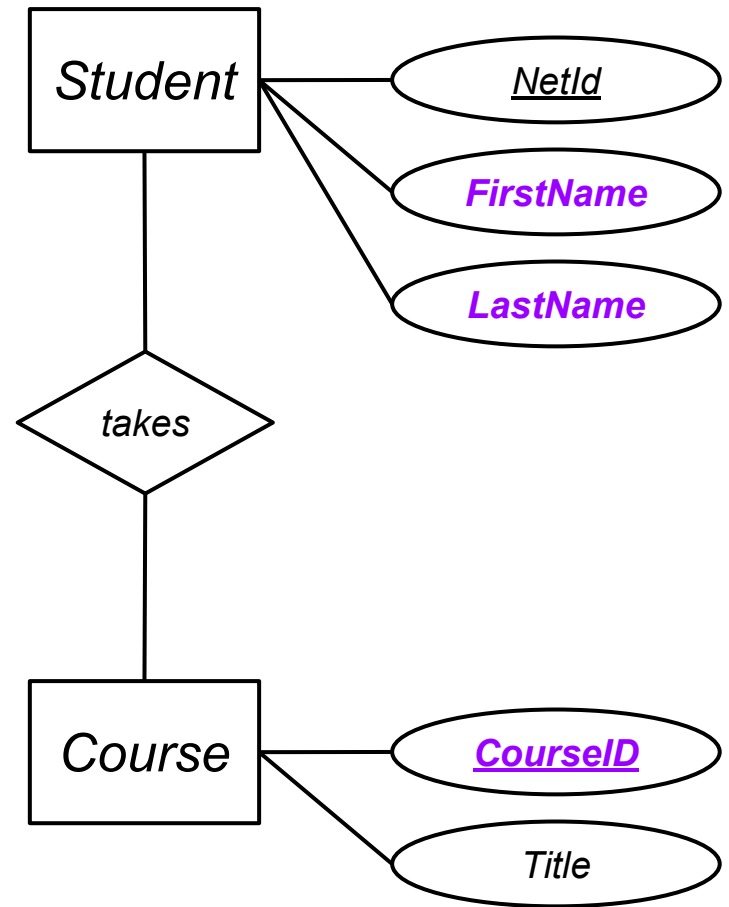 Student
NetId
FirstName
LastName
takes
Course
CourseID
Title